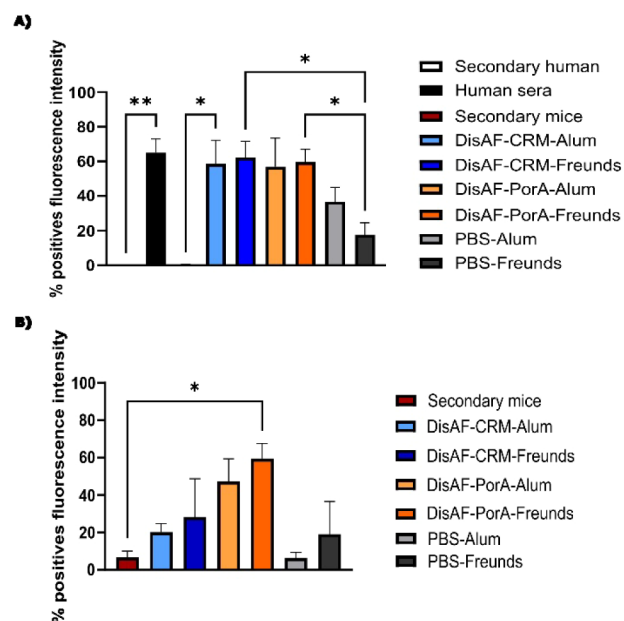 A)
% positives fluorescence intensity
100
80
60
40
20
0
**
*
*
*
Secondary human
Human sera
Secondary mice
DisAF-CRM-Alum
DisAF-CRM-Freunds
DisAF-PorA-Alum
DisAF-PorA-Freunds
PBS-Alum
PBS-Freunds
B)
% positives fluorescence intensity
100
80
60
40
20
0
*
Secondary mice
DisAF-CRM-Alum
DisAF-CRM-Freunds
DisAF-PorA-Alum
DisAF-PorA-Freunds
PBS-Alum
PBS-Freunds